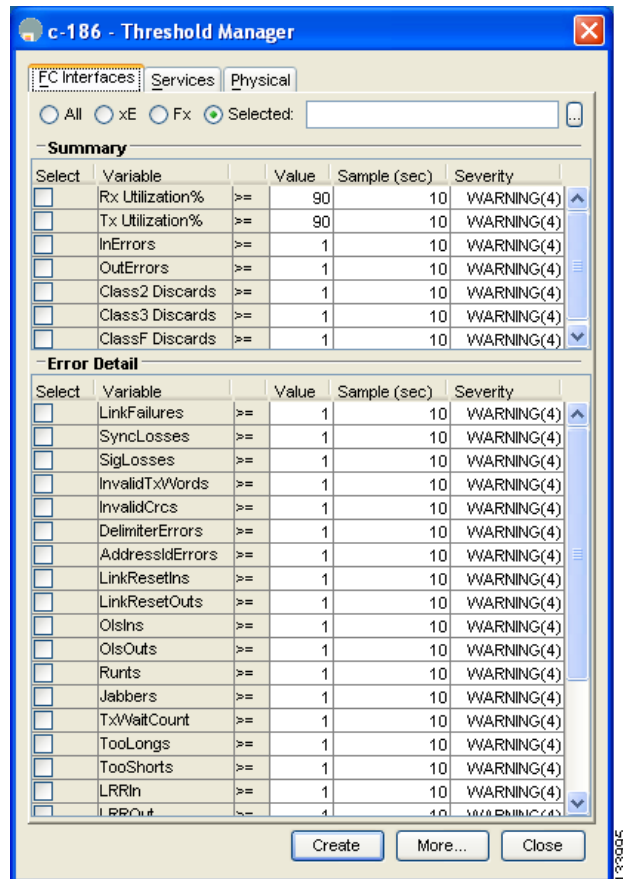 c-186 - Threshold Manager
FC Interfaces Services Physical
All xE Fx Selected: ...
Summary
Select Variable Value Sample (sec) Severity
Rx Utilization% >= 90 10 WARNING(4)
Tx Utilization% >= 90 10 WARNING(4)
InErrors >= 1 10 WARNING(4)
OutErrors >= 1 10 WARNING(4)
Class2 Discards >= 1 10 WARNING(4)
Class3 Discards >= 1 10 WARNING(4)
ClassF Discards >= 1 10 WARNING(4)
Error Detail
Select Variable Value Sample (sec) Severity
LinkFailures >= 1 10 WARNING(4)
SyncLosses >= 1 10 WARNING(4)
SigLosses >= 1 10 WARNING(4)
InvalidTxWords >= 1 10 WARNING(4)
InvalidCrcs >= 1 10 WARNING(4)
DelimiterErrors >= 1 10 WARNING(4)
AddressIdErrors >= 1 10 WARNING(4)
LinkResetIns >= 1 10 WARNING(4)
LinkResetOuts >= 1 10 WARNING(4)
OlsIns >= 1 10 WARNING(4)
OlsOuts >= 1 10 WARNING(4)
Runts >= 1 10 WARNING(4)
Jabbers >= 1 10 WARNING(4)
TxWaitCount >= 1 10 WARNING(4)
TooLongs >= 1 10 WARNING(4)
TooShorts >= 1 10 WARNING(4)
LRRIn >= 1 10 WARNING(4)
LRROut >= 1 10 WARNING(4)
Create More... Close
133995